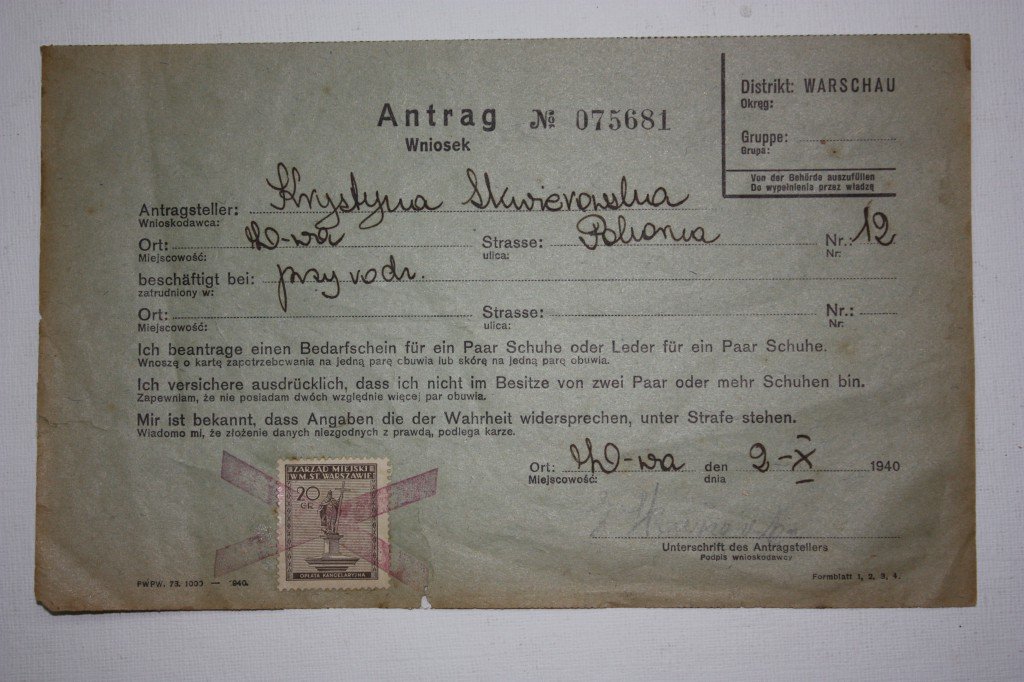 Distrikt: WARSCHAU
Okręg:
Gruppe:
Grupa:
Von der Behörde auszufüllen
Do wypełnienia przez władzę
Antrag № 075681
Wniosek
Antragsteller: Krystyna Skwierowska
Wnioskodawca:
Ort: W-wa Strasse: Nr.: 12
Miejscowość: ulica: Nr:
beschäftigt bei: przy rodz.
zatrudniony w:
Ort: Strasse: Nr.:
Miejscowość: ulica: Nr:
Ich beantrage einen Bedarfschein für ein Paar Schuhe oder Leder für ein Paar Schuhe.
Wnoszę o kartę zapotrzebowania na jedną parę obuwia lub skórę na jedną parę obuwia.
Ich versichere ausdrücklich, dass ich nicht im Besitze von zwei Paar oder mehr Schuhen bin.
Zapewniam, że nie posiadam dwóch względnie więcej par obuwia.
Mir ist bekannt, dass Angaben die der Wahrheit widersprechen, unter Strafe stehen.
Wiadomo mi, że złożenie danych niezgodnych z prawdą, podlega karze.
Ort: W-wa den 2-X 1940
Miejscowość: dnia
ZARZĄD MIEJSKI
W M. ST. WARSZAWIE
20
GR
OPŁATA KANCELARYJNA
Unterschrift des Antragstellers
Podpis wnioskodawcy
PWPW. 73. 1000 — 1940.
Formblatt 1, 2, 3, 4.